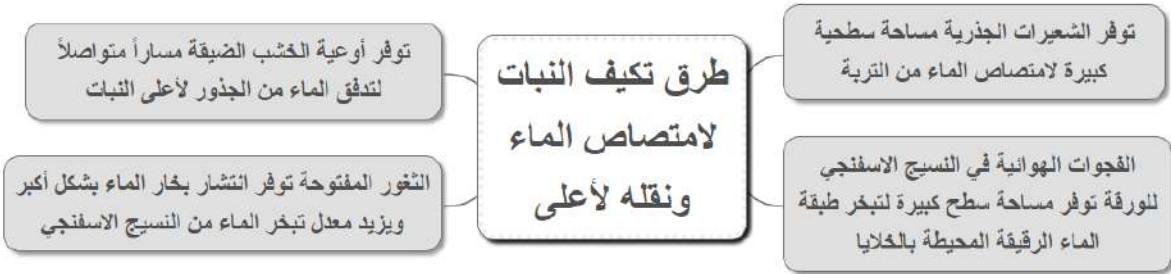 طرق تكيف النبات
لامتصاص الماء
ونقله لأعلى
توفر الشعيرات الجذرية مساحة سطحية
كبيرة لامتصاص الماء من التربة
الفجوات الهوائية في النسيج الاسفنجي
للورقة توفر مساحة سطح كبيرة لتبخر طبقة
الماء الرقيقة المحيطة بالخلايا
توفر أوعية الخشب الضيقة مساراً متواصلاً
لتدفق الماء من الجذور لأعلى النبات
الثغور المفتوحة توفر انتشار بخار الماء بشكل أكبر
ويزيد معدل تبخر الماء من النسيج الاسفنجي